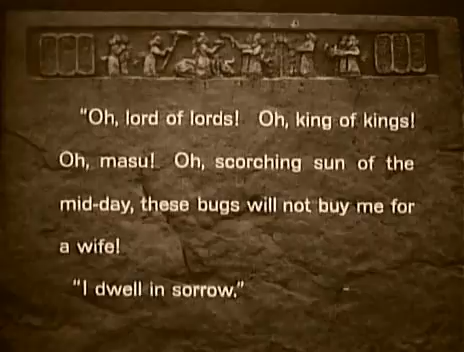 "Oh, lord of lords! Oh, king of kings!
Oh, masu! Oh, scorching sun of the
mid-day, these bugs will not buy me for
a wife!
"I dwell in sorrow."